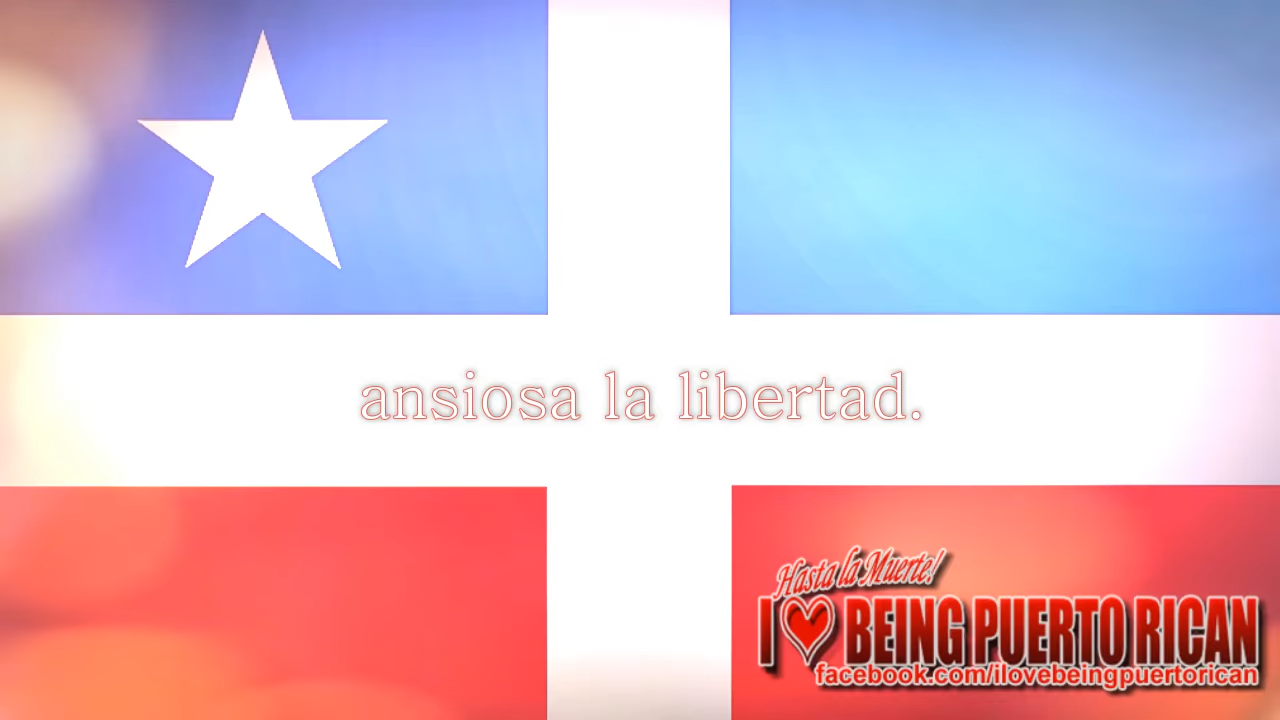 ansiosa la libertad.
Hasta la Muerte!
I ♥ BEING PUERTO RICAN
facebook.com/ilovebeingpuertorican